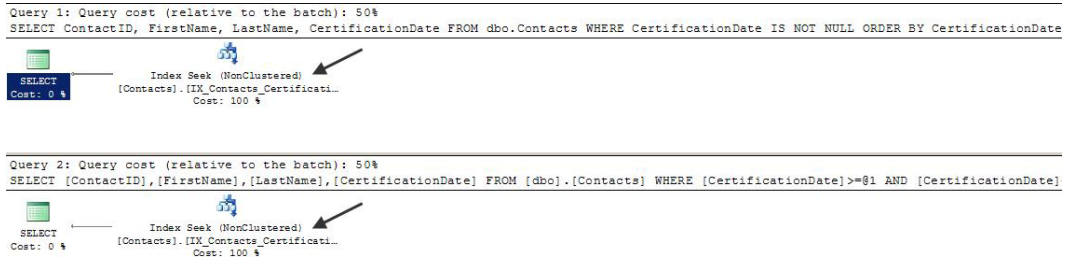 Query 1: Query cost (relative to the batch): 50%
SELECT ContactID, FirstName, LastName, CertificationDate FROM dbo.Contacts WHERE CertificationDate IS NOT NULL ORDER BY CertificationDate
SELECT
Cost: 0 %
Index Seek (NonClustered)
[Contacts].[IX_Contacts_Certificati…
Cost: 100 %
Query 2: Query cost (relative to the batch): 50%
SELECT [ContactID],[FirstName],[LastName],[CertificationDate] FROM [dbo].[Contacts] WHERE [CertificationDate]>=@1 AND [CertificationDate]
SELECT
Cost: 0 %
Index Seek (NonClustered)
[Contacts].[IX_Contacts_Certificati…
Cost: 100 %